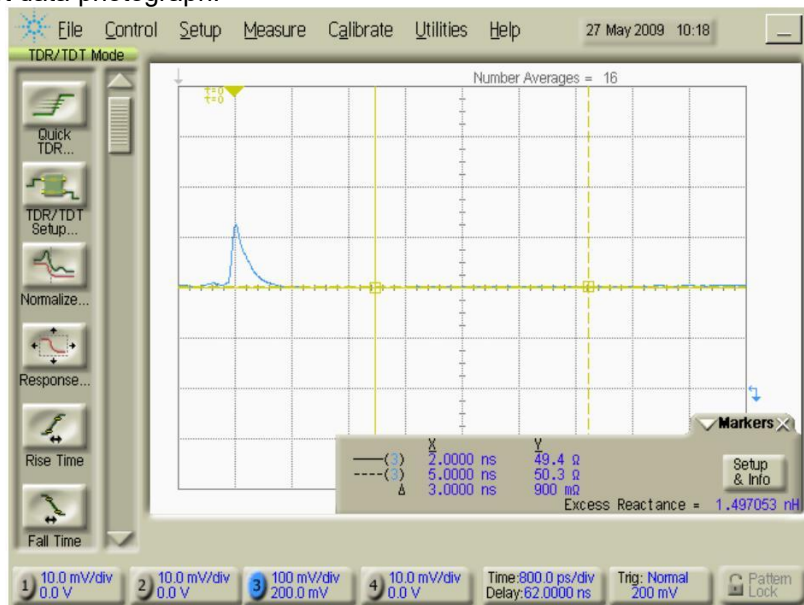 data photograph.
File Control Setup Measure Calibrate Utilities Help 27 May 2009 10:18
TDR/TDT Mode
Number Averages = 16
Quick
TDR...
TDR/TDT
Setup...
Normalize...
Response...
Rise Time
Fall Time
Markers
X Y
(3) 2.0000 ns 49.4 Ω
(3) 5.0000 ns 50.3 Ω
Δ 3.0000 ns 900 mΩ
Excess Reactance = 1.497053 nH
Setup
& Info
1 10.0 mV/div
0.0 V
2 10.0 mV/div
0.0 V
3 100 mV/div
200.0 mV
4 10.0 mV/div
0.0 V
Time:800.0 ps/div
Delay:62.0000 ns
Trig: Normal
200 mV
Pattern
Lock